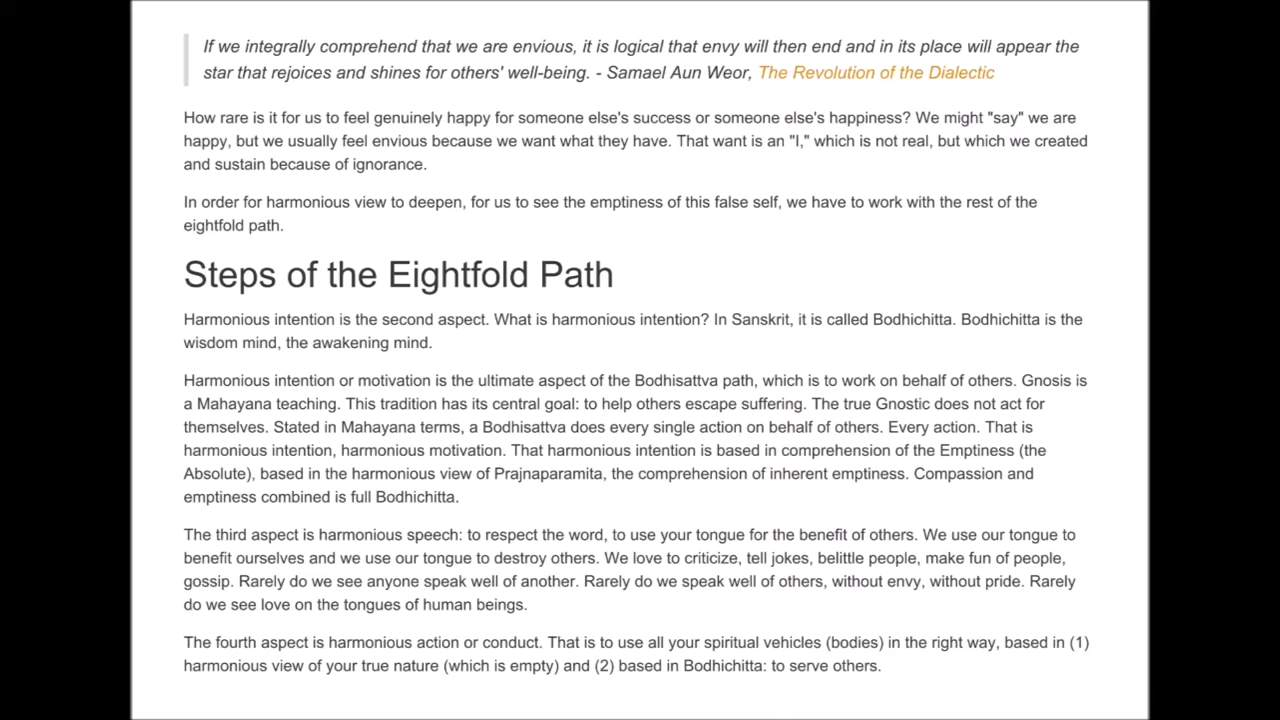 If we integrally comprehend that we are envious, it is logical that envy will then end and in its place will appear the
star that rejoices and shines for others' well-being. - Samael Aun Weor, The Revolution of the Dialectic
How rare is it for us to feel genuinely happy for someone else's success or someone else's happiness? We might "say" we are
happy, but we usually feel envious because we want what they have. That want is an "I," which is not real, but which we created
and sustain because of ignorance.
In order for harmonious view to deepen, for us to see the emptiness of this false self, we have to work with the rest of the
eightfold path.
Steps of the Eightfold Path
Harmonious intention is the second aspect. What is harmonious intention? In Sanskrit, it is called Bodhichitta. Bodhichitta is the
wisdom mind, the awakening mind.
Harmonious intention or motivation is the ultimate aspect of the Bodhisattva path, which is to work on behalf of others. Gnosis is
a Mahayana teaching. This tradition has its central goal: to help others escape suffering. The true Gnostic does not act for
themselves. Stated in Mahayana terms, a Bodhisattva does every single action on behalf of others. Every action. That is
harmonious intention, harmonious motivation. That harmonious intention is based in comprehension of the Emptiness (the
Absolute), based in the harmonious view of Prajnaparamita, the comprehension of inherent emptiness. Compassion and
emptiness combined is full Bodhichitta.
The third aspect is harmonious speech: to respect the word, to use your tongue for the benefit of others. We use our tongue to
benefit ourselves and we use our tongue to destroy others. We love to criticize, tell jokes, belittle people, make fun of people,
gossip. Rarely do we see anyone speak well of another. Rarely do we speak well of others, without envy, without pride. Rarely
do we see love on the tongues of human beings.
The fourth aspect is harmonious action or conduct. That is to use all your spiritual vehicles (bodies) in the right way, based in (1)
harmonious view of your true nature (which is empty) and (2) based in Bodhichitta: to serve others.